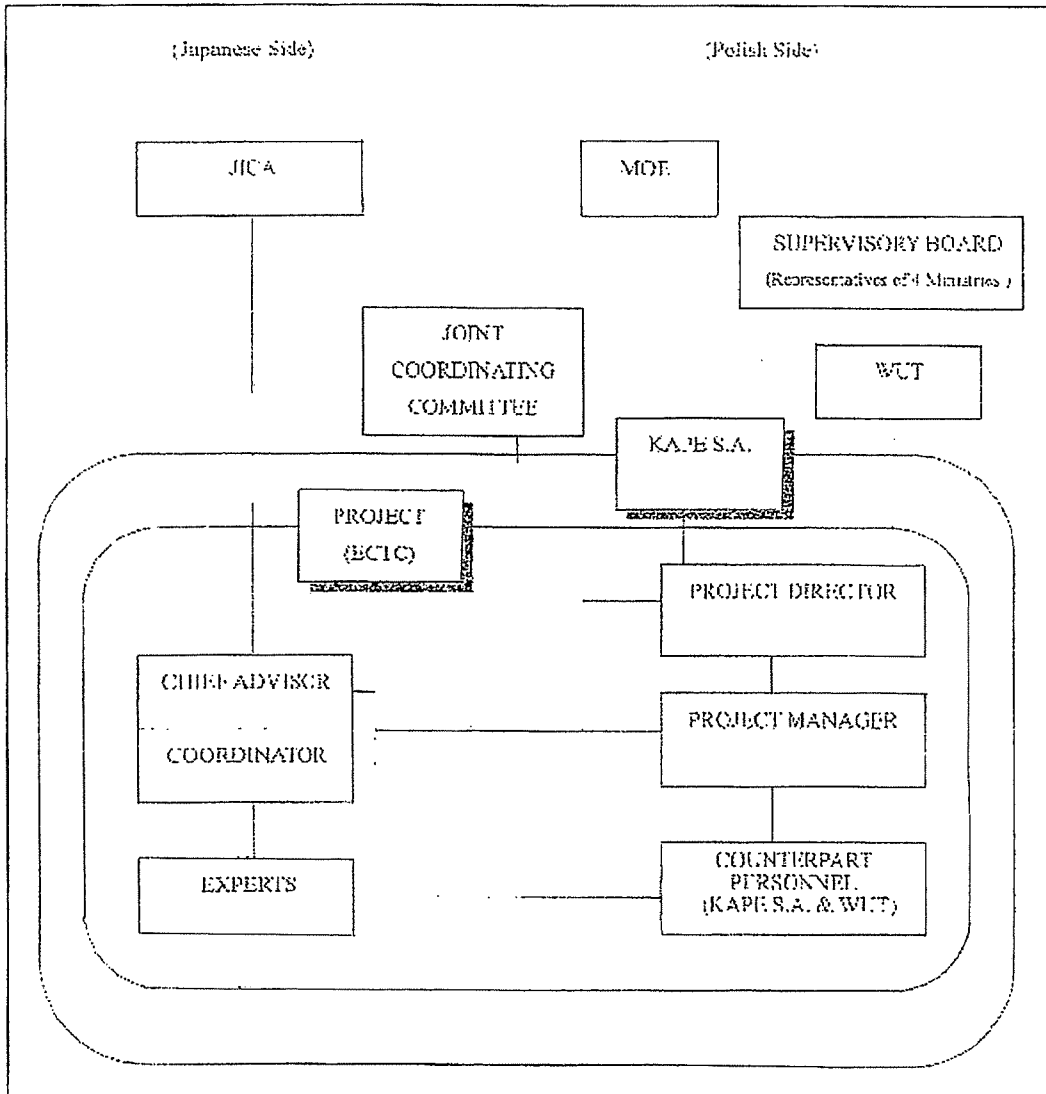 (Japanese Side)
(Polish Side)
JICA
MOE
SUPERVISORY BOARD
(Representatives of 4 Ministries)
JOINT
COORDINATING
COMMITTEE
WUT
KAPE S.A.
PROJECT
(ECTC)
PROJECT DIRECTOR
CHIEF ADVISOR
PROJECT MANAGER
COORDINATOR
EXPERTS
COUNTERPART
PERSONNEL
(KAPE S.A. & WUT)